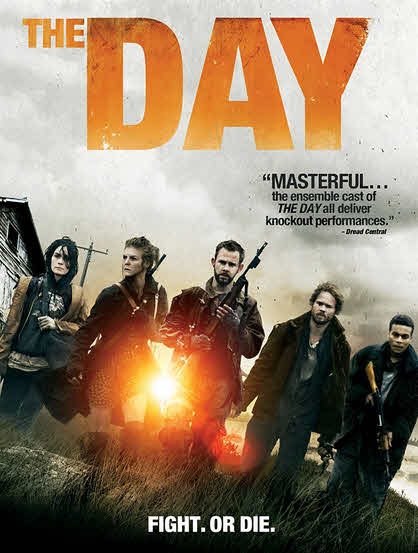 THE
DAY
“MASTERFUL...
the ensemble cast of
THE DAY all deliver
knockout performances.”
- Dread Central
FIGHT. OR DIE.